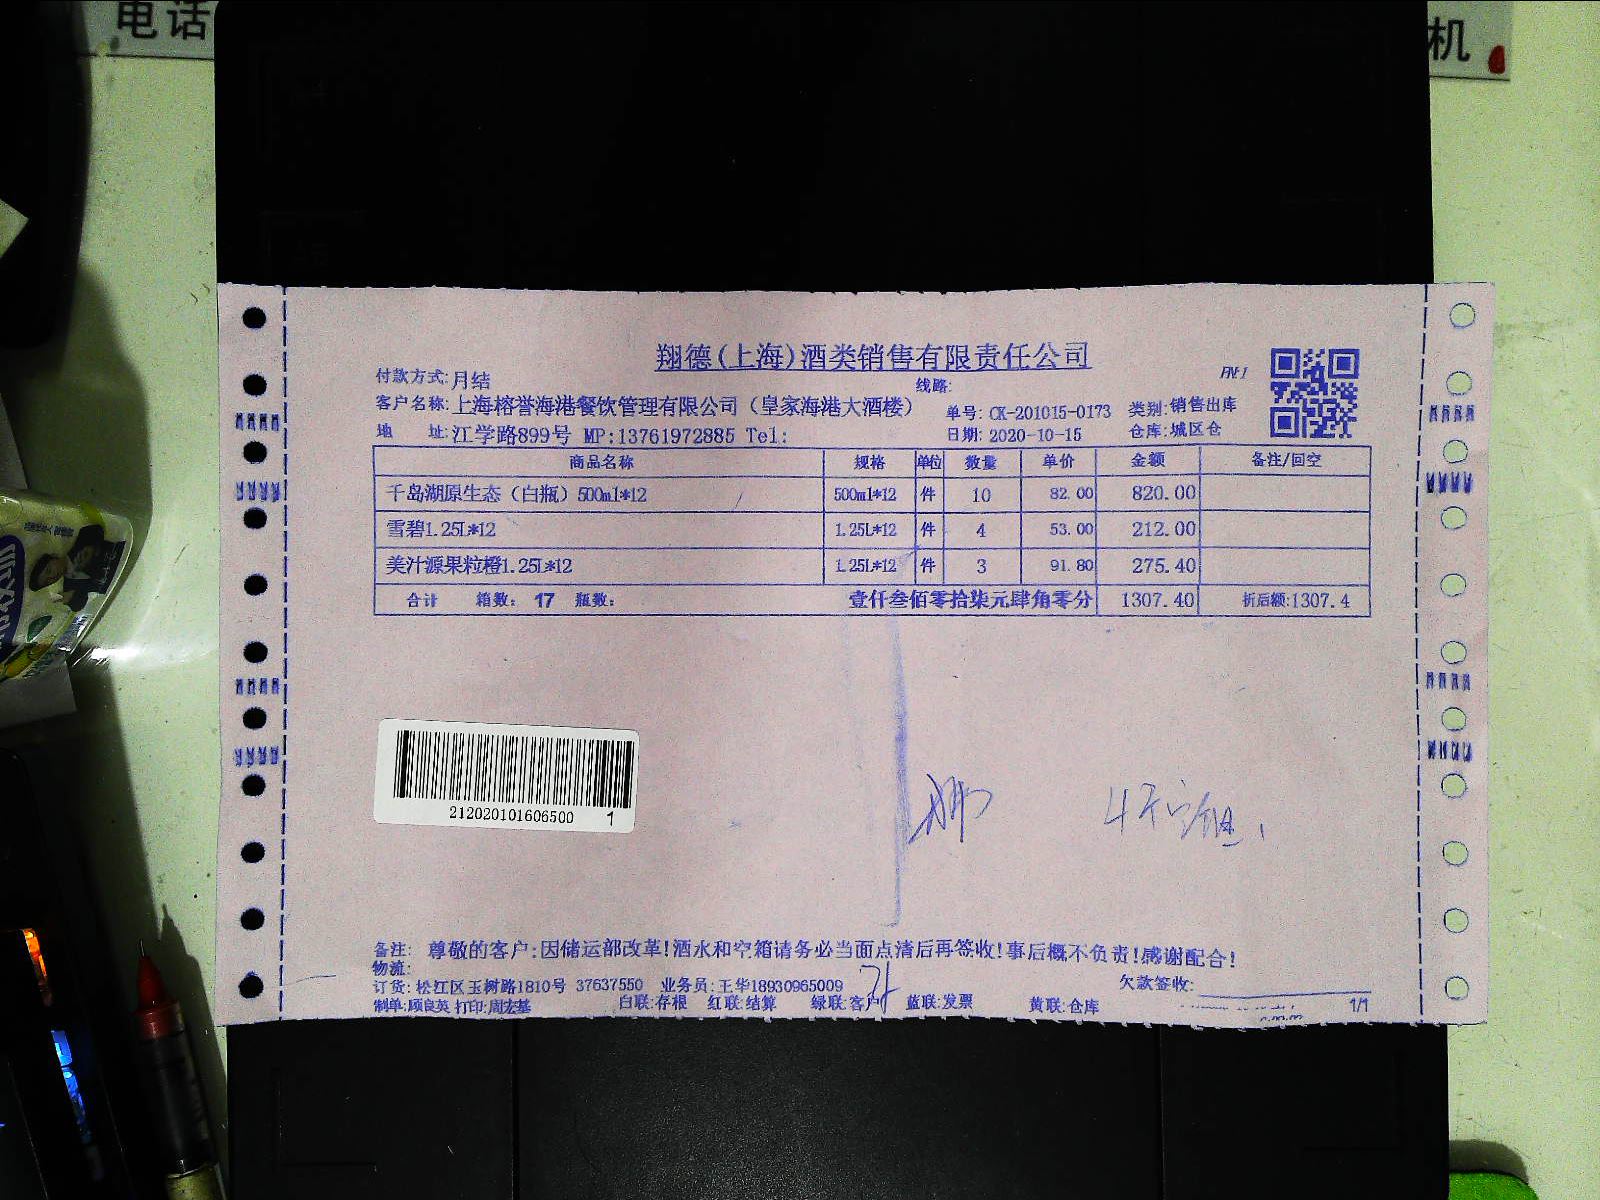 电话
机
翔德(上海)酒类销售有限责任公司
付款方式:月结
线路:
客户名称:上海榕誉海港餐饮管理有限公司（皇家海港大酒楼）
单号: CK-201015-0173 类别:销售出库
地 址:江学路899号 MP:13761972885 Tel:
日期: 2020-10-15 仓库:城区仓
商品名称 规格 单位 数量 单价 金额 备注/回空
千岛湖原生态（白瓶）500ml*12 500ml*12 件 10 82.00 820.00
雪碧1.25L*12 1.25L*12 件 4 53.00 212.00
美汁源果粒橙1.25L*12 1.25L*12 件 3 91.80 275.40
合计 箱数: 17 瓶数: 壹仟叁佰零拾柒元肆角零分 1307.40 折后额:1307.4
212020101606500 1
备注: 尊敬的客户:因储运部改革!酒水和空箱请务必当面点清后再签收!事后概不负责!感谢配合!
物流:
订货: 松江区玉树路1810号 37637550 业务员:王华18930965009
欠款签收:
制单:顾良英 打印:周宏基 白联:存根 红联:结算 绿联:客户 蓝联:发票 黄联:仓库 1/1